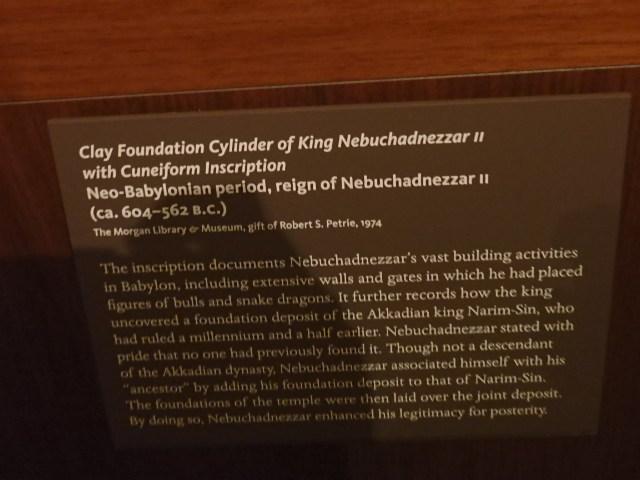 Clay Foundation Cylinder of King Nebuchadnezzar II
with Cuneiform Inscription
Neo-Babylonian period, reign of Nebuchadnezzar II
(ca. 604–562 B.C.)
The Morgan Library & Museum, gift of Robert S. Petrie, 1974
The inscription documents Nebuchadnezzar's vast building activities
in Babylon, including extensive walls and gates in which he had placed
figures of bulls and snake dragons. It further records how the king
uncovered a foundation deposit of the Akkadian king Narim-Sin, who
had ruled a millennium and a half earlier. Nebuchadnezzar stated with
pride that no one had previously found it. Though not a descendant
of the Akkadian dynasty, Nebuchadnezzar associated himself with his
"ancestor" by adding his foundation deposit to that of Narim-Sin.
The foundations of the temple were then laid over the joint deposit.
By doing so, Nebuchadnezzar enhanced his legitimacy for posterity.